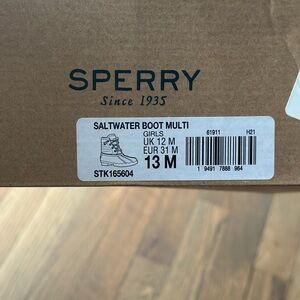 SPERRY
Since 1935
SALTWATER BOOT MULTI
GIRLS 61911 H21
UK 12 M
EUR 31 M
13 M
STK165604
1 9491 7888 964